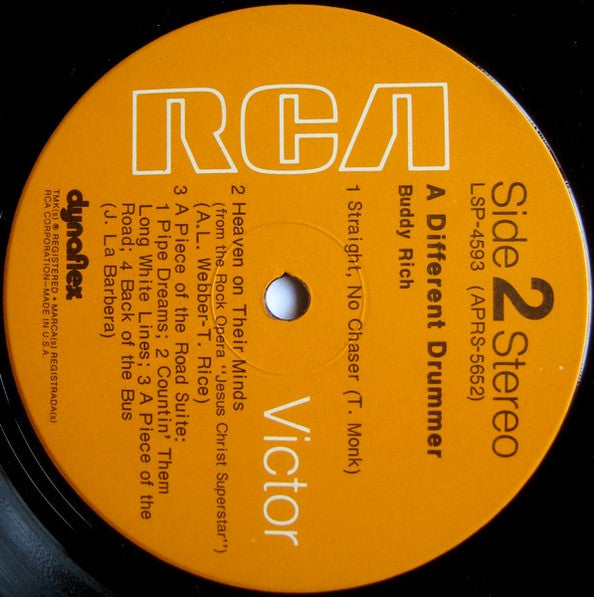 RCA
Victor
Side 2 Stereo
LSP-4593 (APRS-5652)
A Different Drummer
Buddy Rich
1 Straight, No Chaser (T. Monk)
2 Heaven on Their Minds
(from the Rock Opera "Jesus Christ Superstar")
(A.L. Webber-T. Rice)
3 A Piece of the Road Suite:
1 Pipe Dreams; 2 Countin' Them
Long White Lines; 3 A Piece of the
Road; 4 Back of the Bus
(J. La Barbera)
dynaflex
TMK(s) ® REGISTERED • MARCA(s) REGISTRADA(s)
RCA CORPORATION-MADE IN U.S.A.